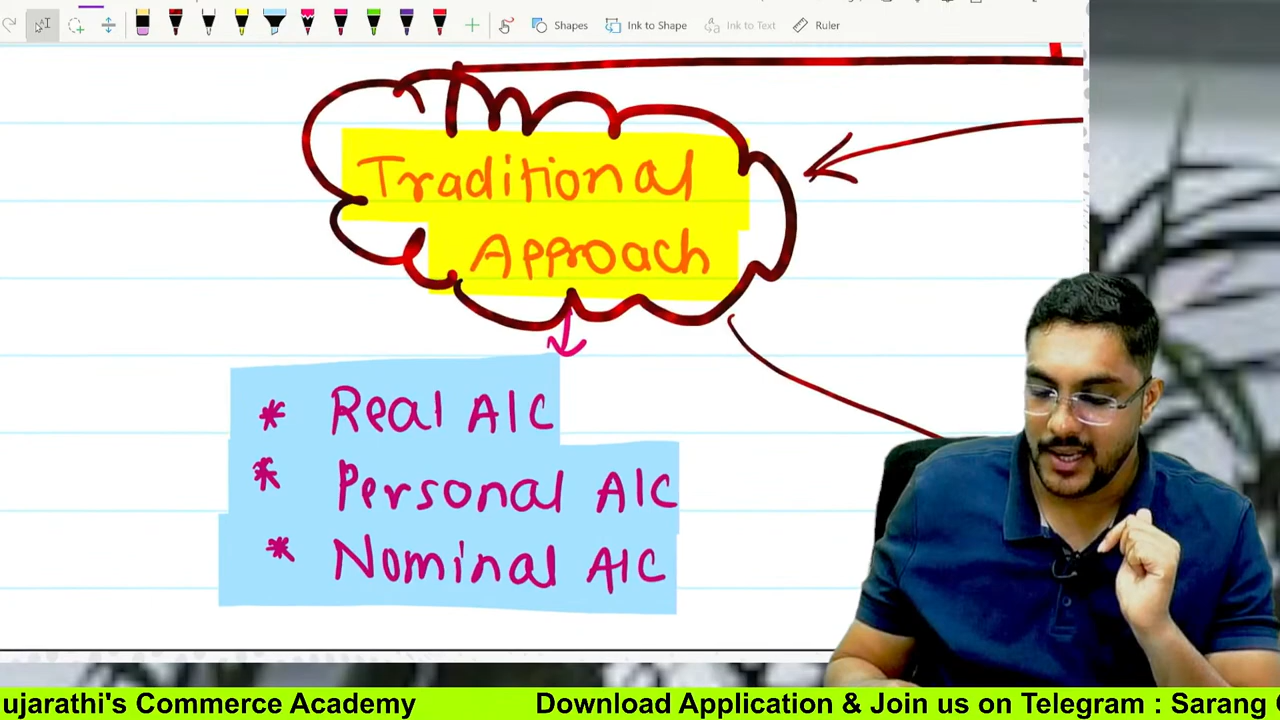 Shapes Ink to Shape Ink to Text Ruler
Traditional
Approach
* Real A/C
* Personal A/C
* Nominal A/C
ujarathi's Commerce Academy Download Application & Join us on Telegram : Sarang